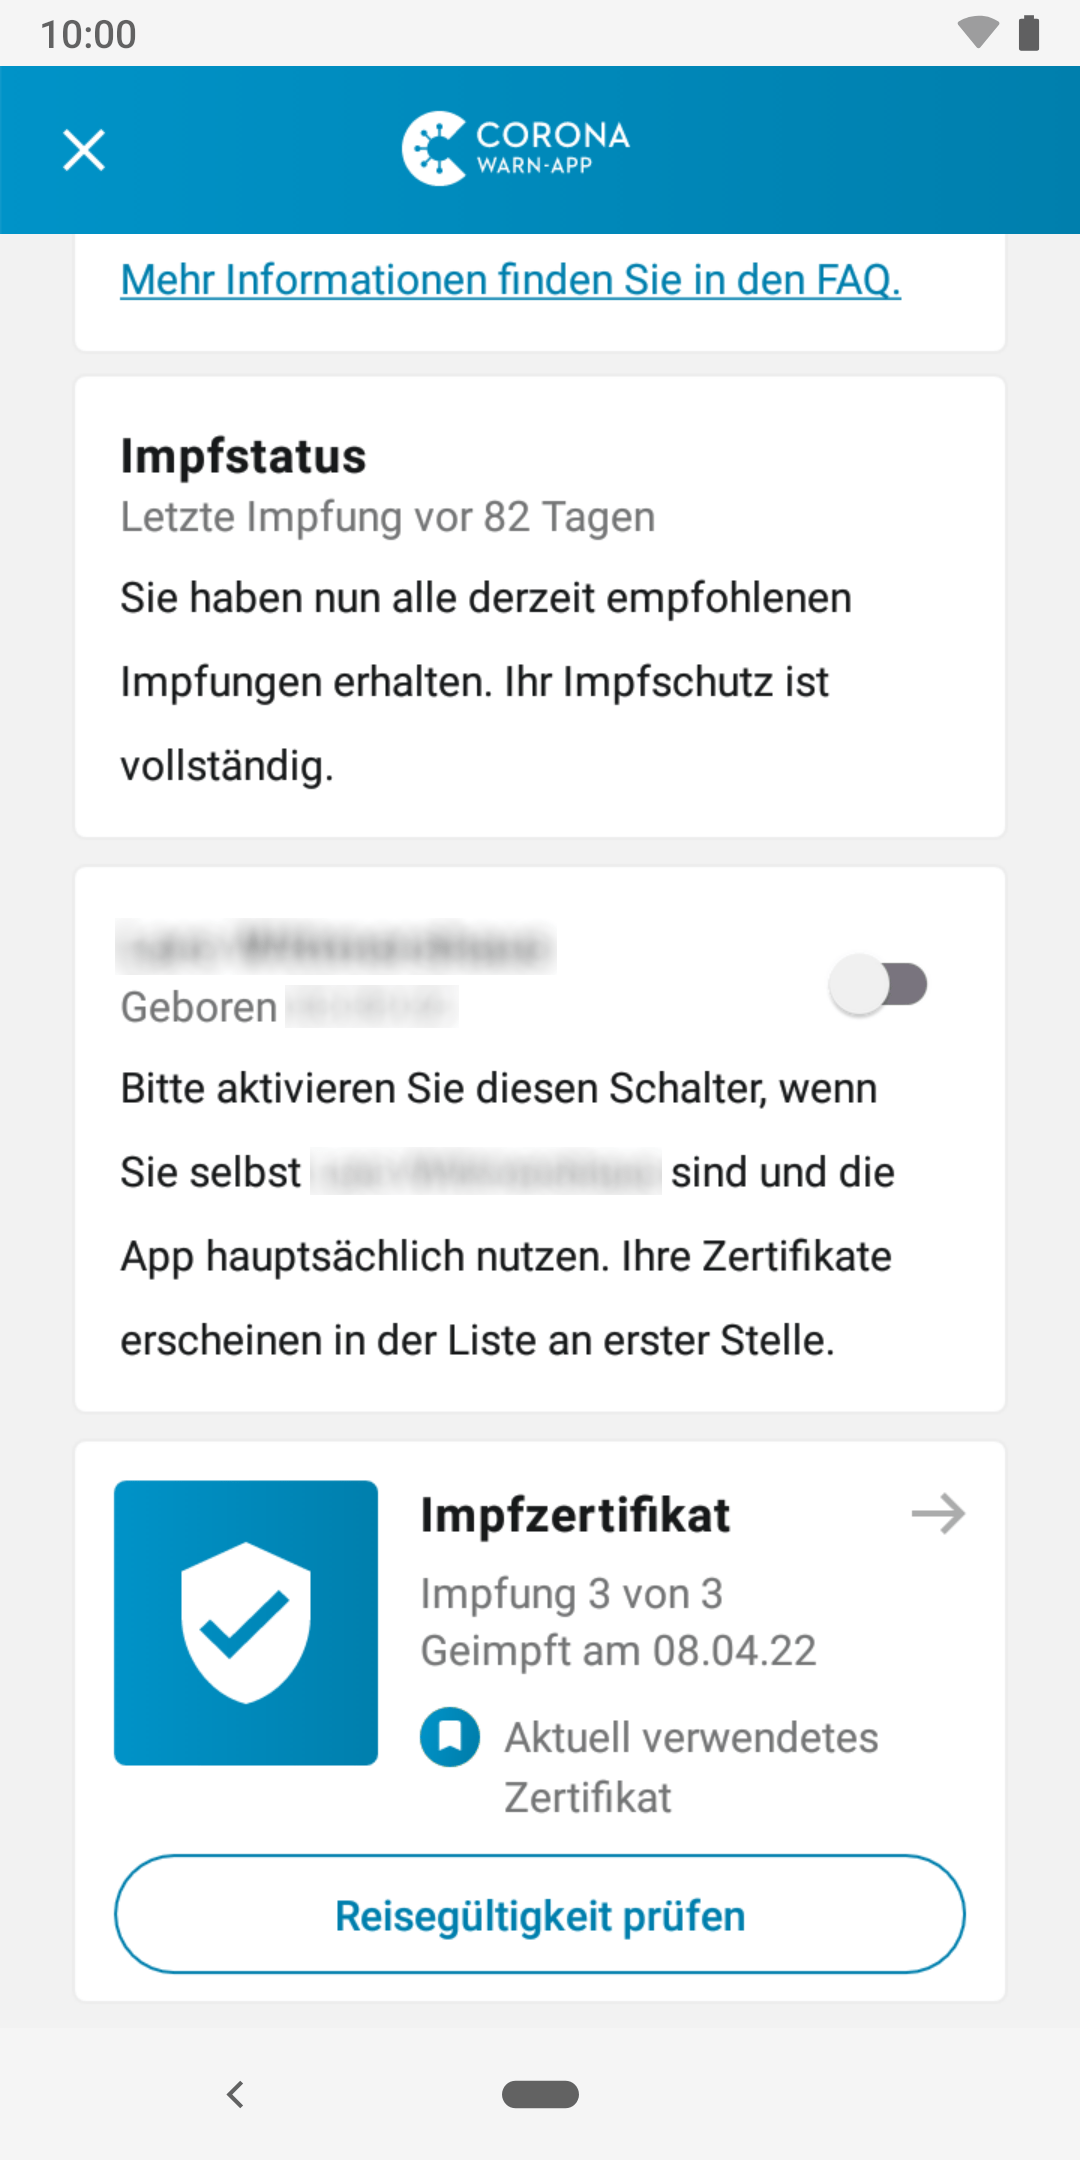 10:00
CORONA
WARN-APP
Mehr Informationen finden Sie in den FAQ.
Impfstatus
Letzte Impfung vor 82 Tagen
Sie haben nun alle derzeit empfohlenen
Impfungen erhalten. Ihr Impfschutz ist
vollständig.
Geboren
Bitte aktivieren Sie diesen Schalter, wenn
Sie selbst sind und die
App hauptsächlich nutzen. Ihre Zertifikate
erscheinen in der Liste an erster Stelle.
Impfzertifikat
Impfung 3 von 3
Geimpft am 08.04.22
Aktuell verwendetes
Zertifikat
Reisegültigkeit prüfen